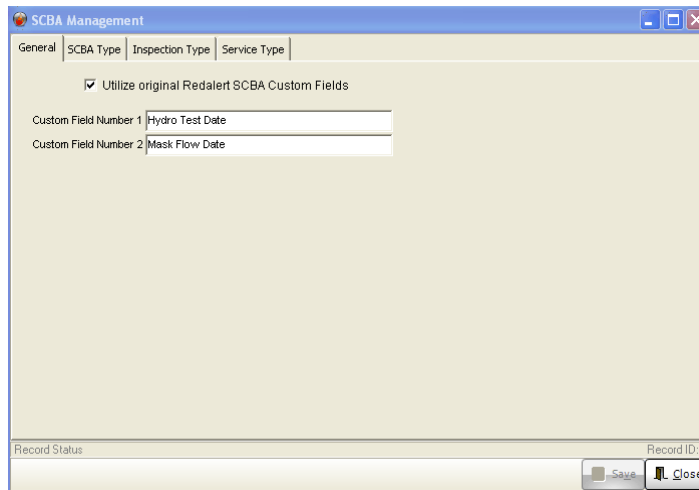 SCBA Management
General SCBA Type Inspection Type Service Type
Utilize original Redalert SCBA Custom Fields
Custom Field Number 1 Hydro Test Date
Custom Field Number 2 Mask Flow Date
Record Status Record ID:
Save Close